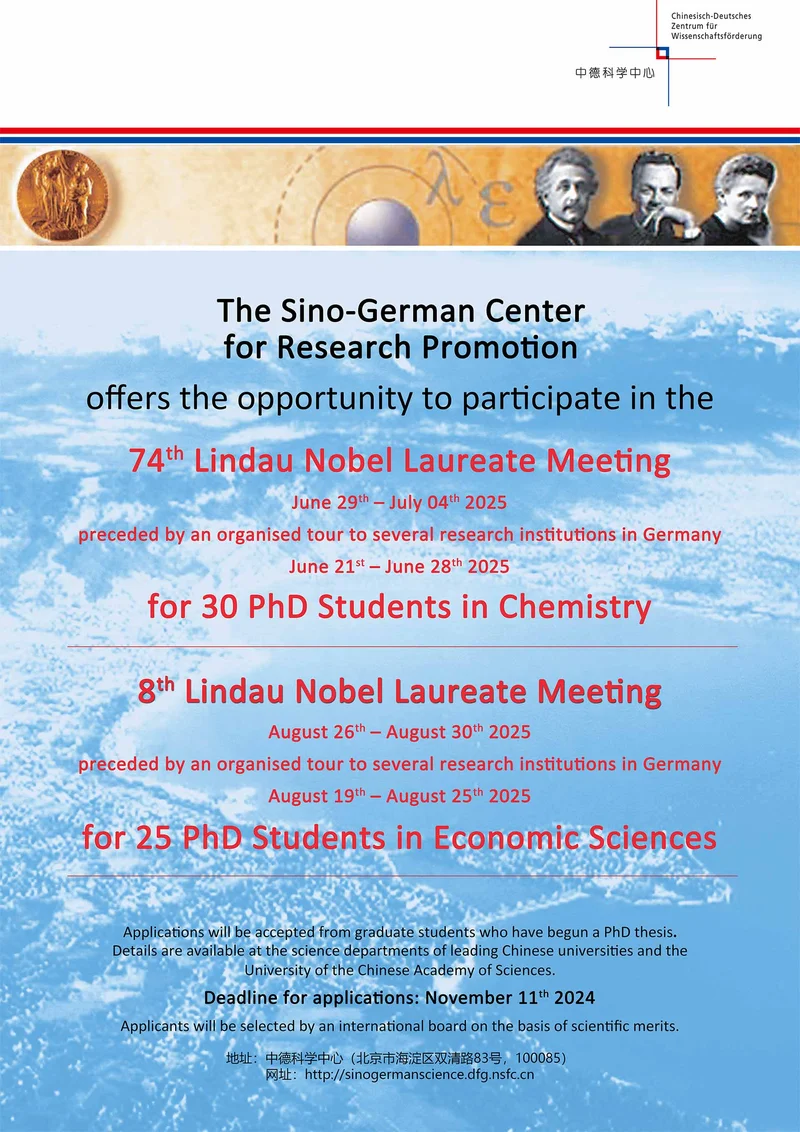 Chinesisch-Deutsches
Zentrum für
Wissenschaftsförderung
中德科学中心
λ
ε
The Sino-German Center
for Research Promotion
offers the opportunity to participate in the
74th Lindau Nobel Laureate Meeting
June 29th – July 04th 2025
preceded by an organised tour to several research institutions in Germany
June 21st – June 28th 2025
for 30 PhD Students in Chemistry
8th Lindau Nobel Laureate Meeting
August 26th – August 30th 2025
preceded by an organised tour to several research institutions in Germany
August 19th – August 25th 2025
for 25 PhD Students in Economic Sciences
Applications will be accepted from graduate students who have begun a PhD thesis.
Details are available at the science departments of leading Chinese universities and the
University of the Chinese Academy of Sciences.
Deadline for applications: November 11th 2024
Applicants will be selected by an international board on the basis of scientific merits.
地址：中德科学中心（北京市海淀区双清路83号，100085）
网址：http://sinogermanscience.dfg.nsfc.cn